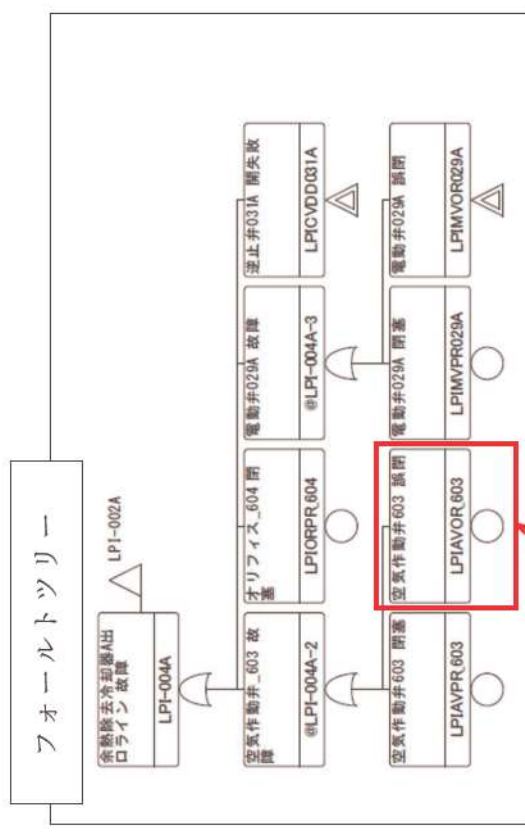 フォールトツリー
余熱除去冷却器A出
口ライン 故障
LPI-004A
LPI-002A
空気作動弁_603 故
障
@LPI-004A-2
オリフィス_604 閉
塞
LPIORPR_604
電動弁029A 故障
@LPI-004A-3
逆止弁031A 開失敗
LPICVDD031A
空気作動弁603 閉塞
LPIAVPR_603
空気作動弁603 誤閉
LPIAVOR_603
電動弁029A 閉塞
LPIMVPR029A
電動弁029A 誤閉
LPIMVOR029A